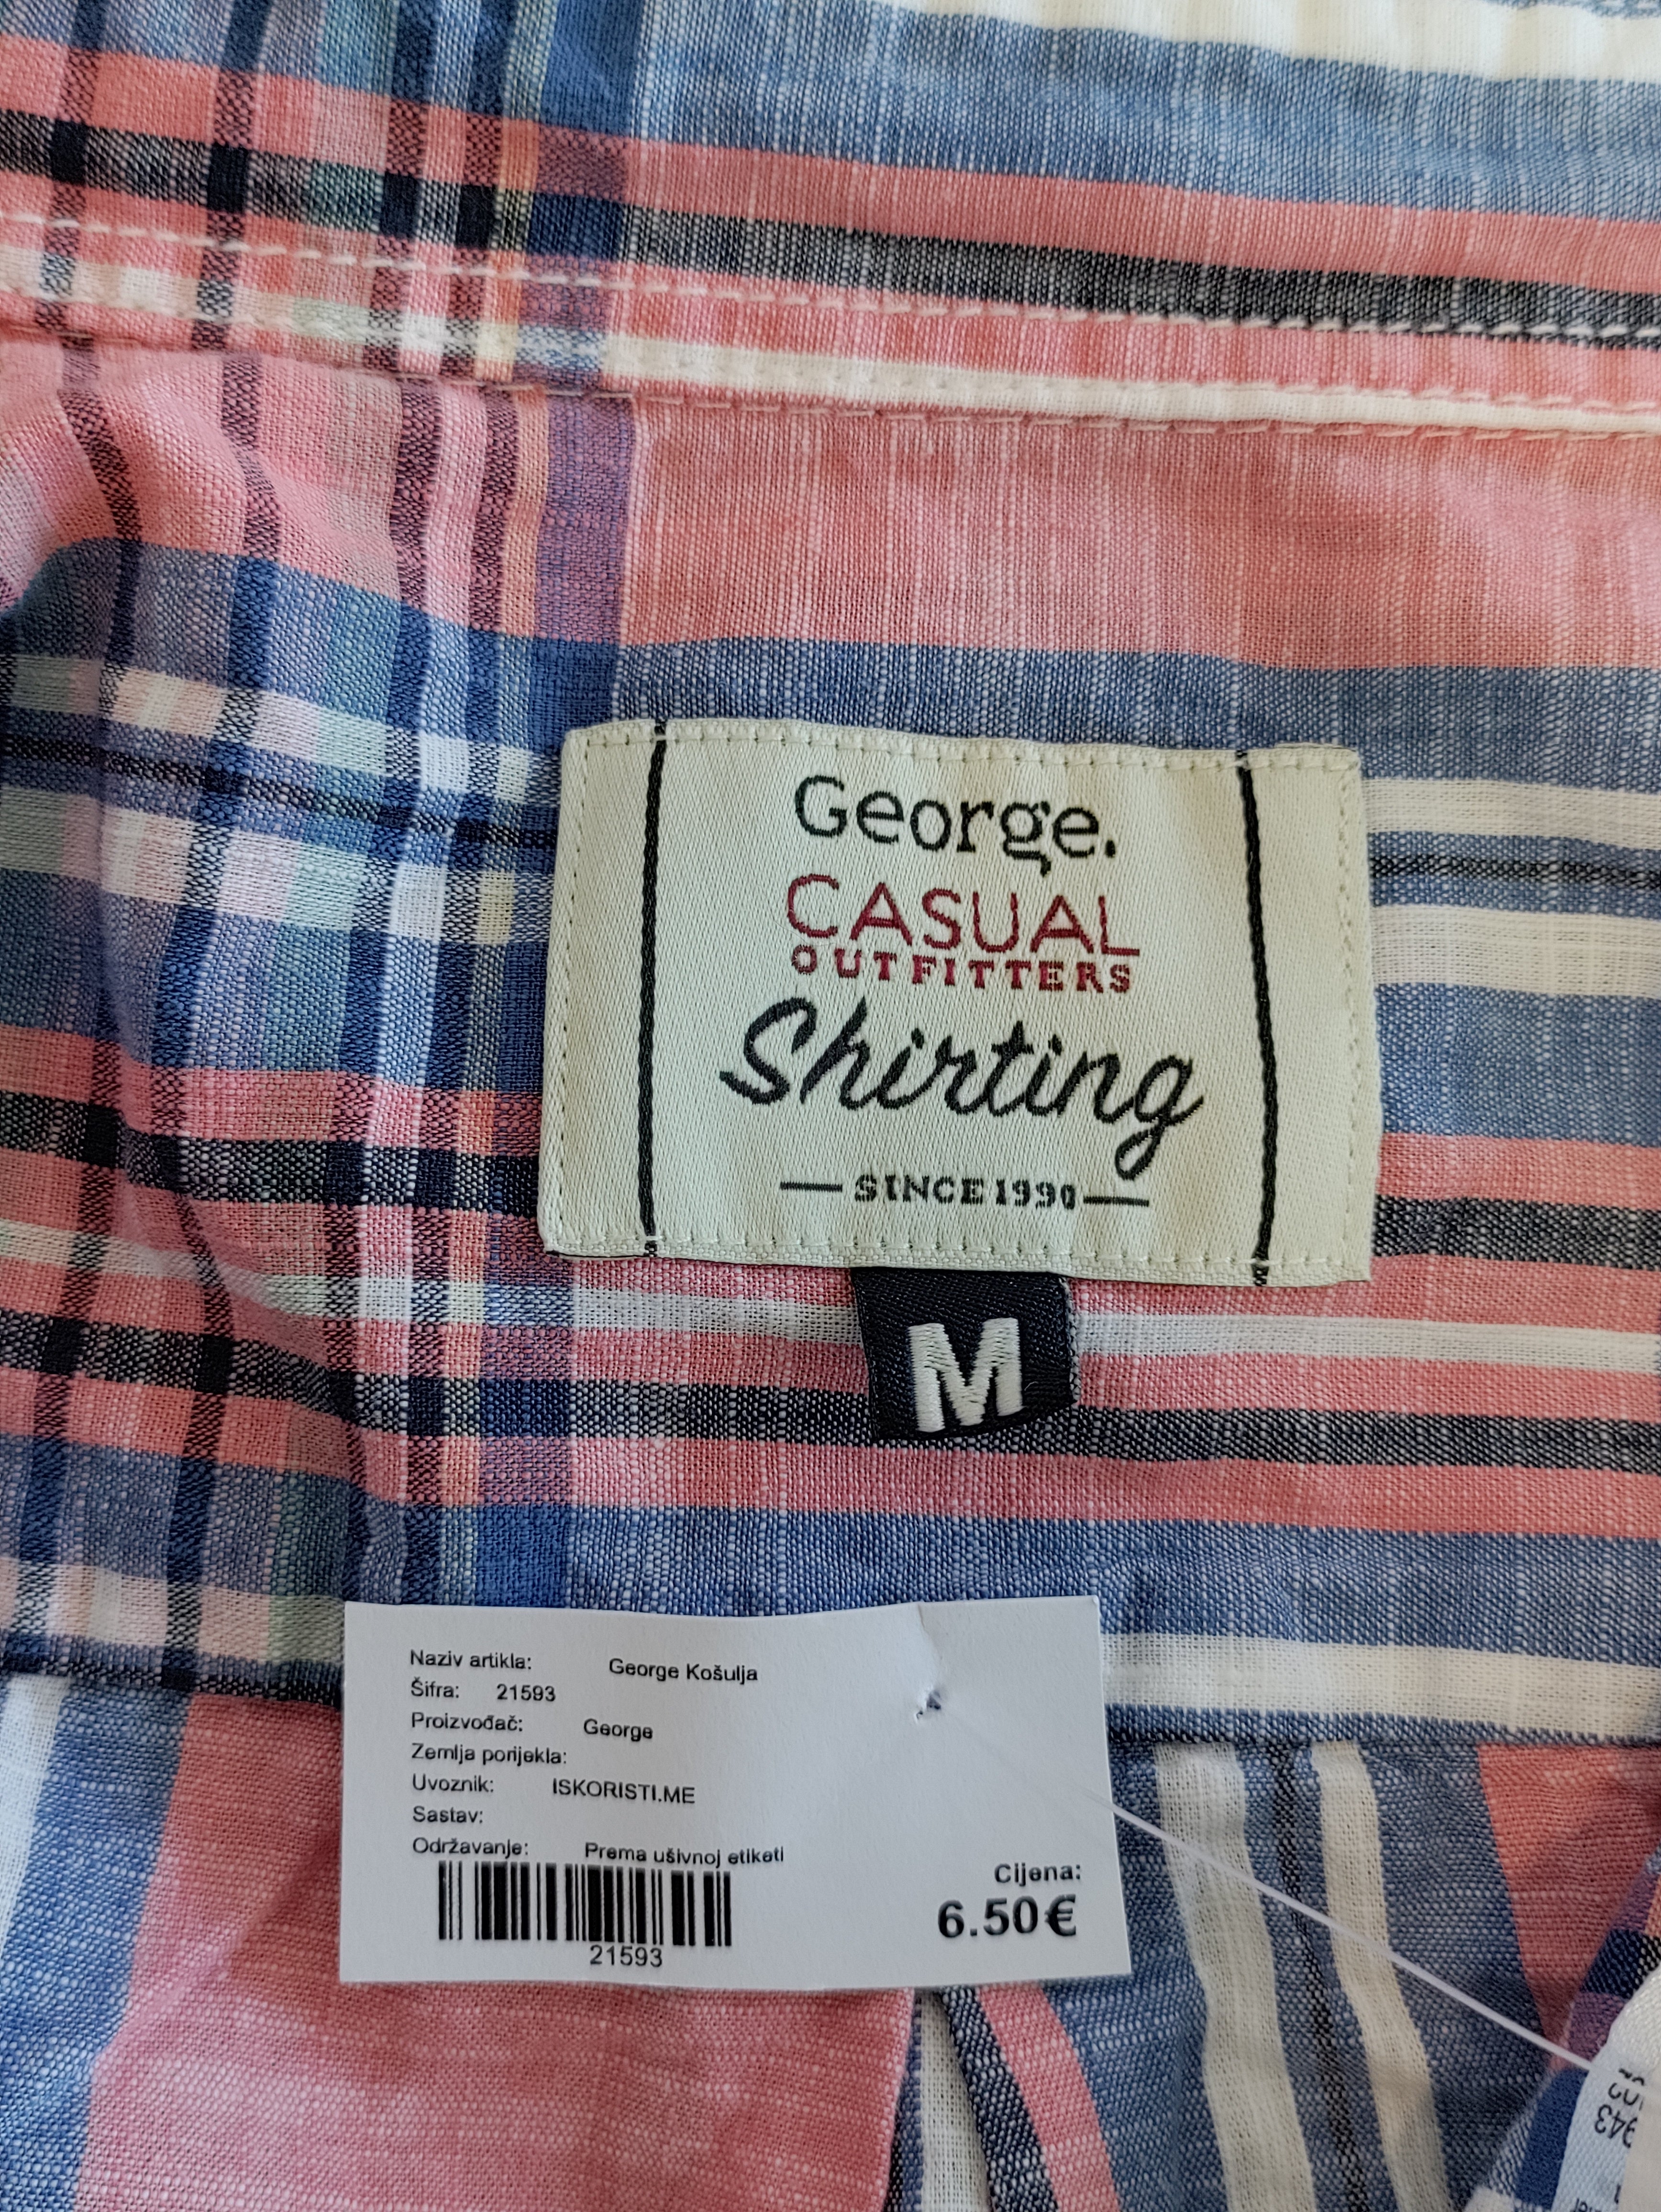 George.
CASUAL
OUTFITTERS
Shirting
SINCE 1990
M
Naziv artikla: George Košulja
Šifra: 21593
Proizvođač: George
Zemlja porijekla:
Uvoznik: ISKORISTI.ME
Sastav:
Održavanje: Prema ušivnoj etiketi
Cijena:
6.50€
21593